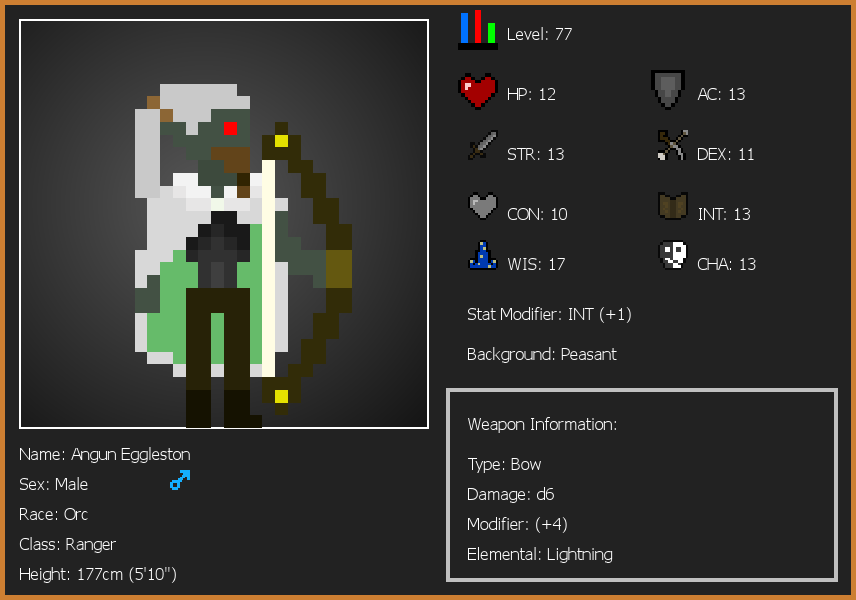 Level: 77
HP: 12
AC: 13
STR: 13
DEX: 11
CON: 10
INT: 13
WIS: 17
CHA: 13
Stat Modifier: INT (+1)
Background: Peasant
Weapon Information:
Type: Bow
Damage: d6
Modifier: (+4)
Elemental: Lightning
Name: Angun Eggleston
Sex: Male
Race: Orc
Class: Ranger
Height: 177cm (5'10")